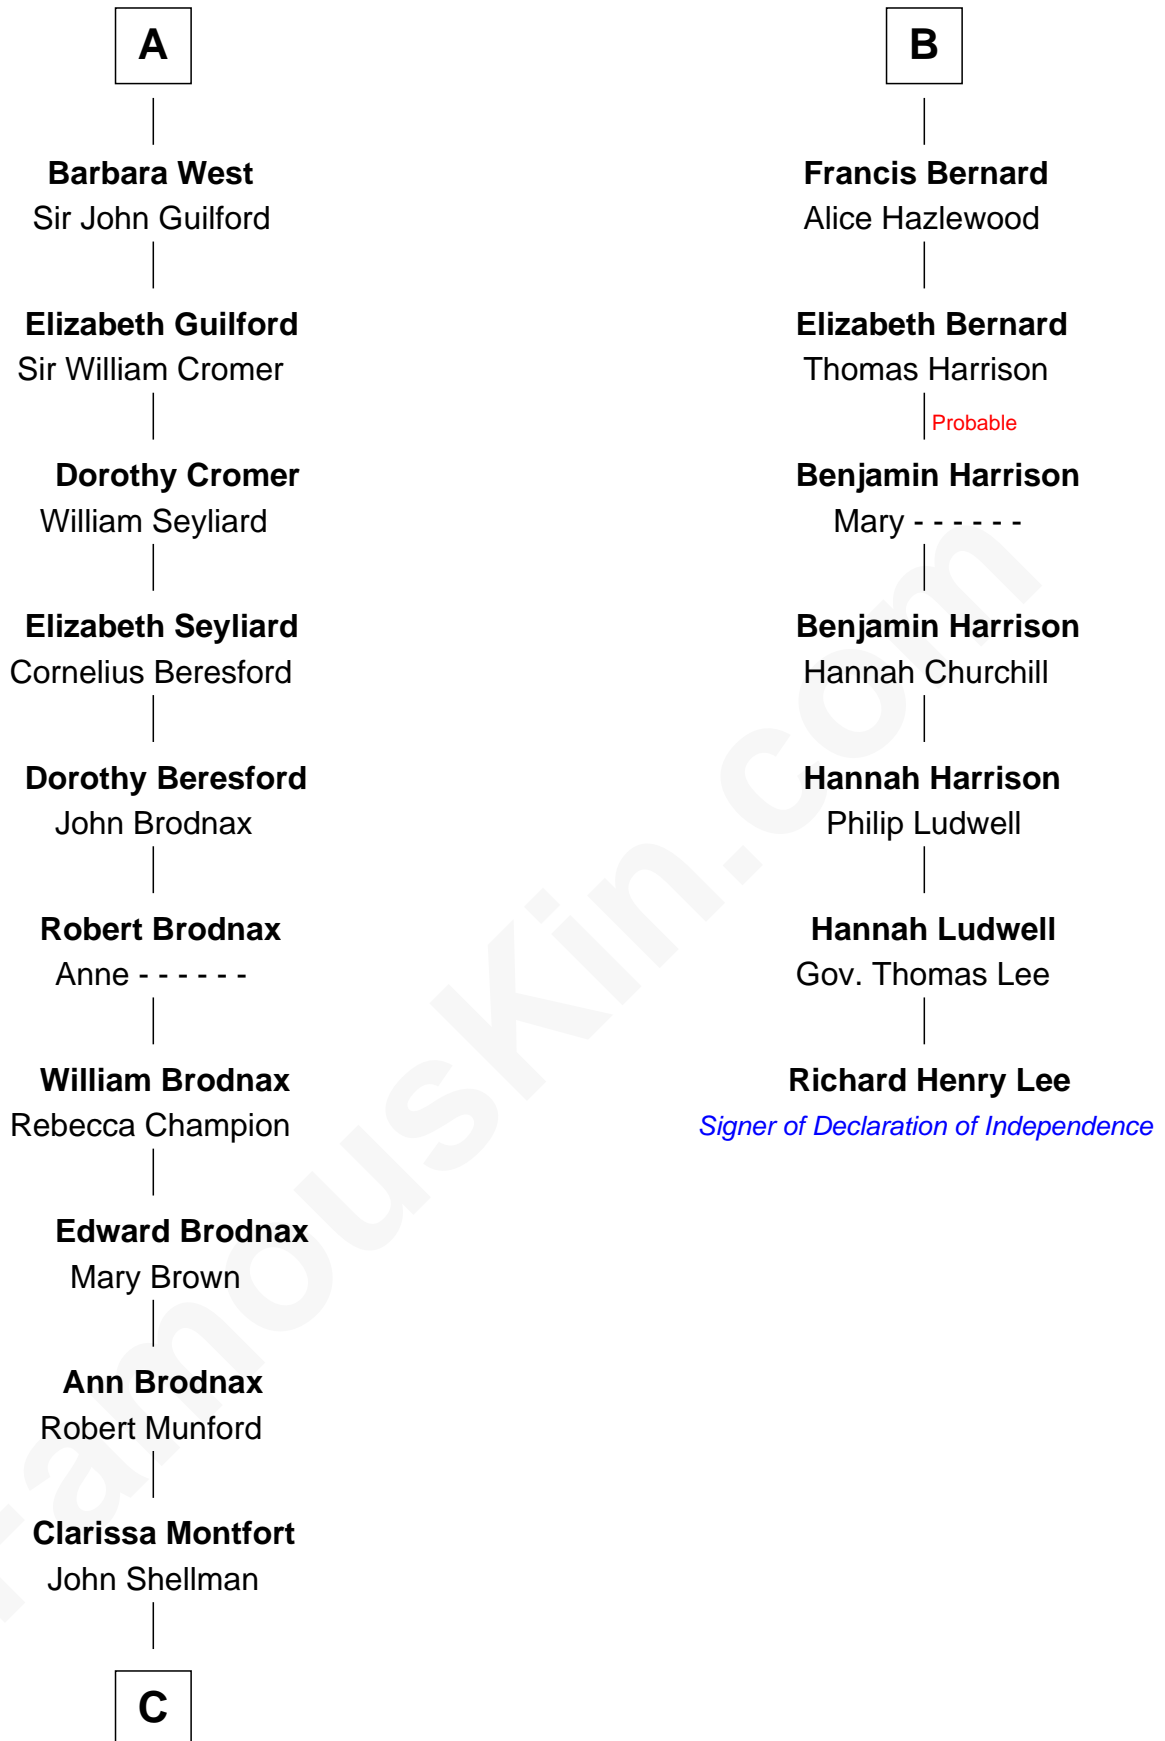 A
Barbara West
Sir John Guilford
Elizabeth Guilford
Sir William Cromer
Dorothy Cromer
William Seyliard
Elizabeth Seyliard
Cornelius Beresford
Dorothy Beresford
John Brodnax
Robert Brodnax
Anne - - - - - -
William Brodnax
Rebecca Champion
Edward Brodnax
Mary Brown
Ann Brodnax
Robert Munford
Clarissa Montfort
John Shellman
C
B
Francis Bernard
Alice Hazlewood
Elizabeth Bernard
Thomas Harrison
Probable
Benjamin Harrison
Mary - - - - - -
Benjamin Harrison
Hannah Churchill
Hannah Harrison
Philip Ludwell
Hannah Ludwell
Gov. Thomas Lee
Richard Henry Lee
Signer of Declaration of Independence
FamousKin.com